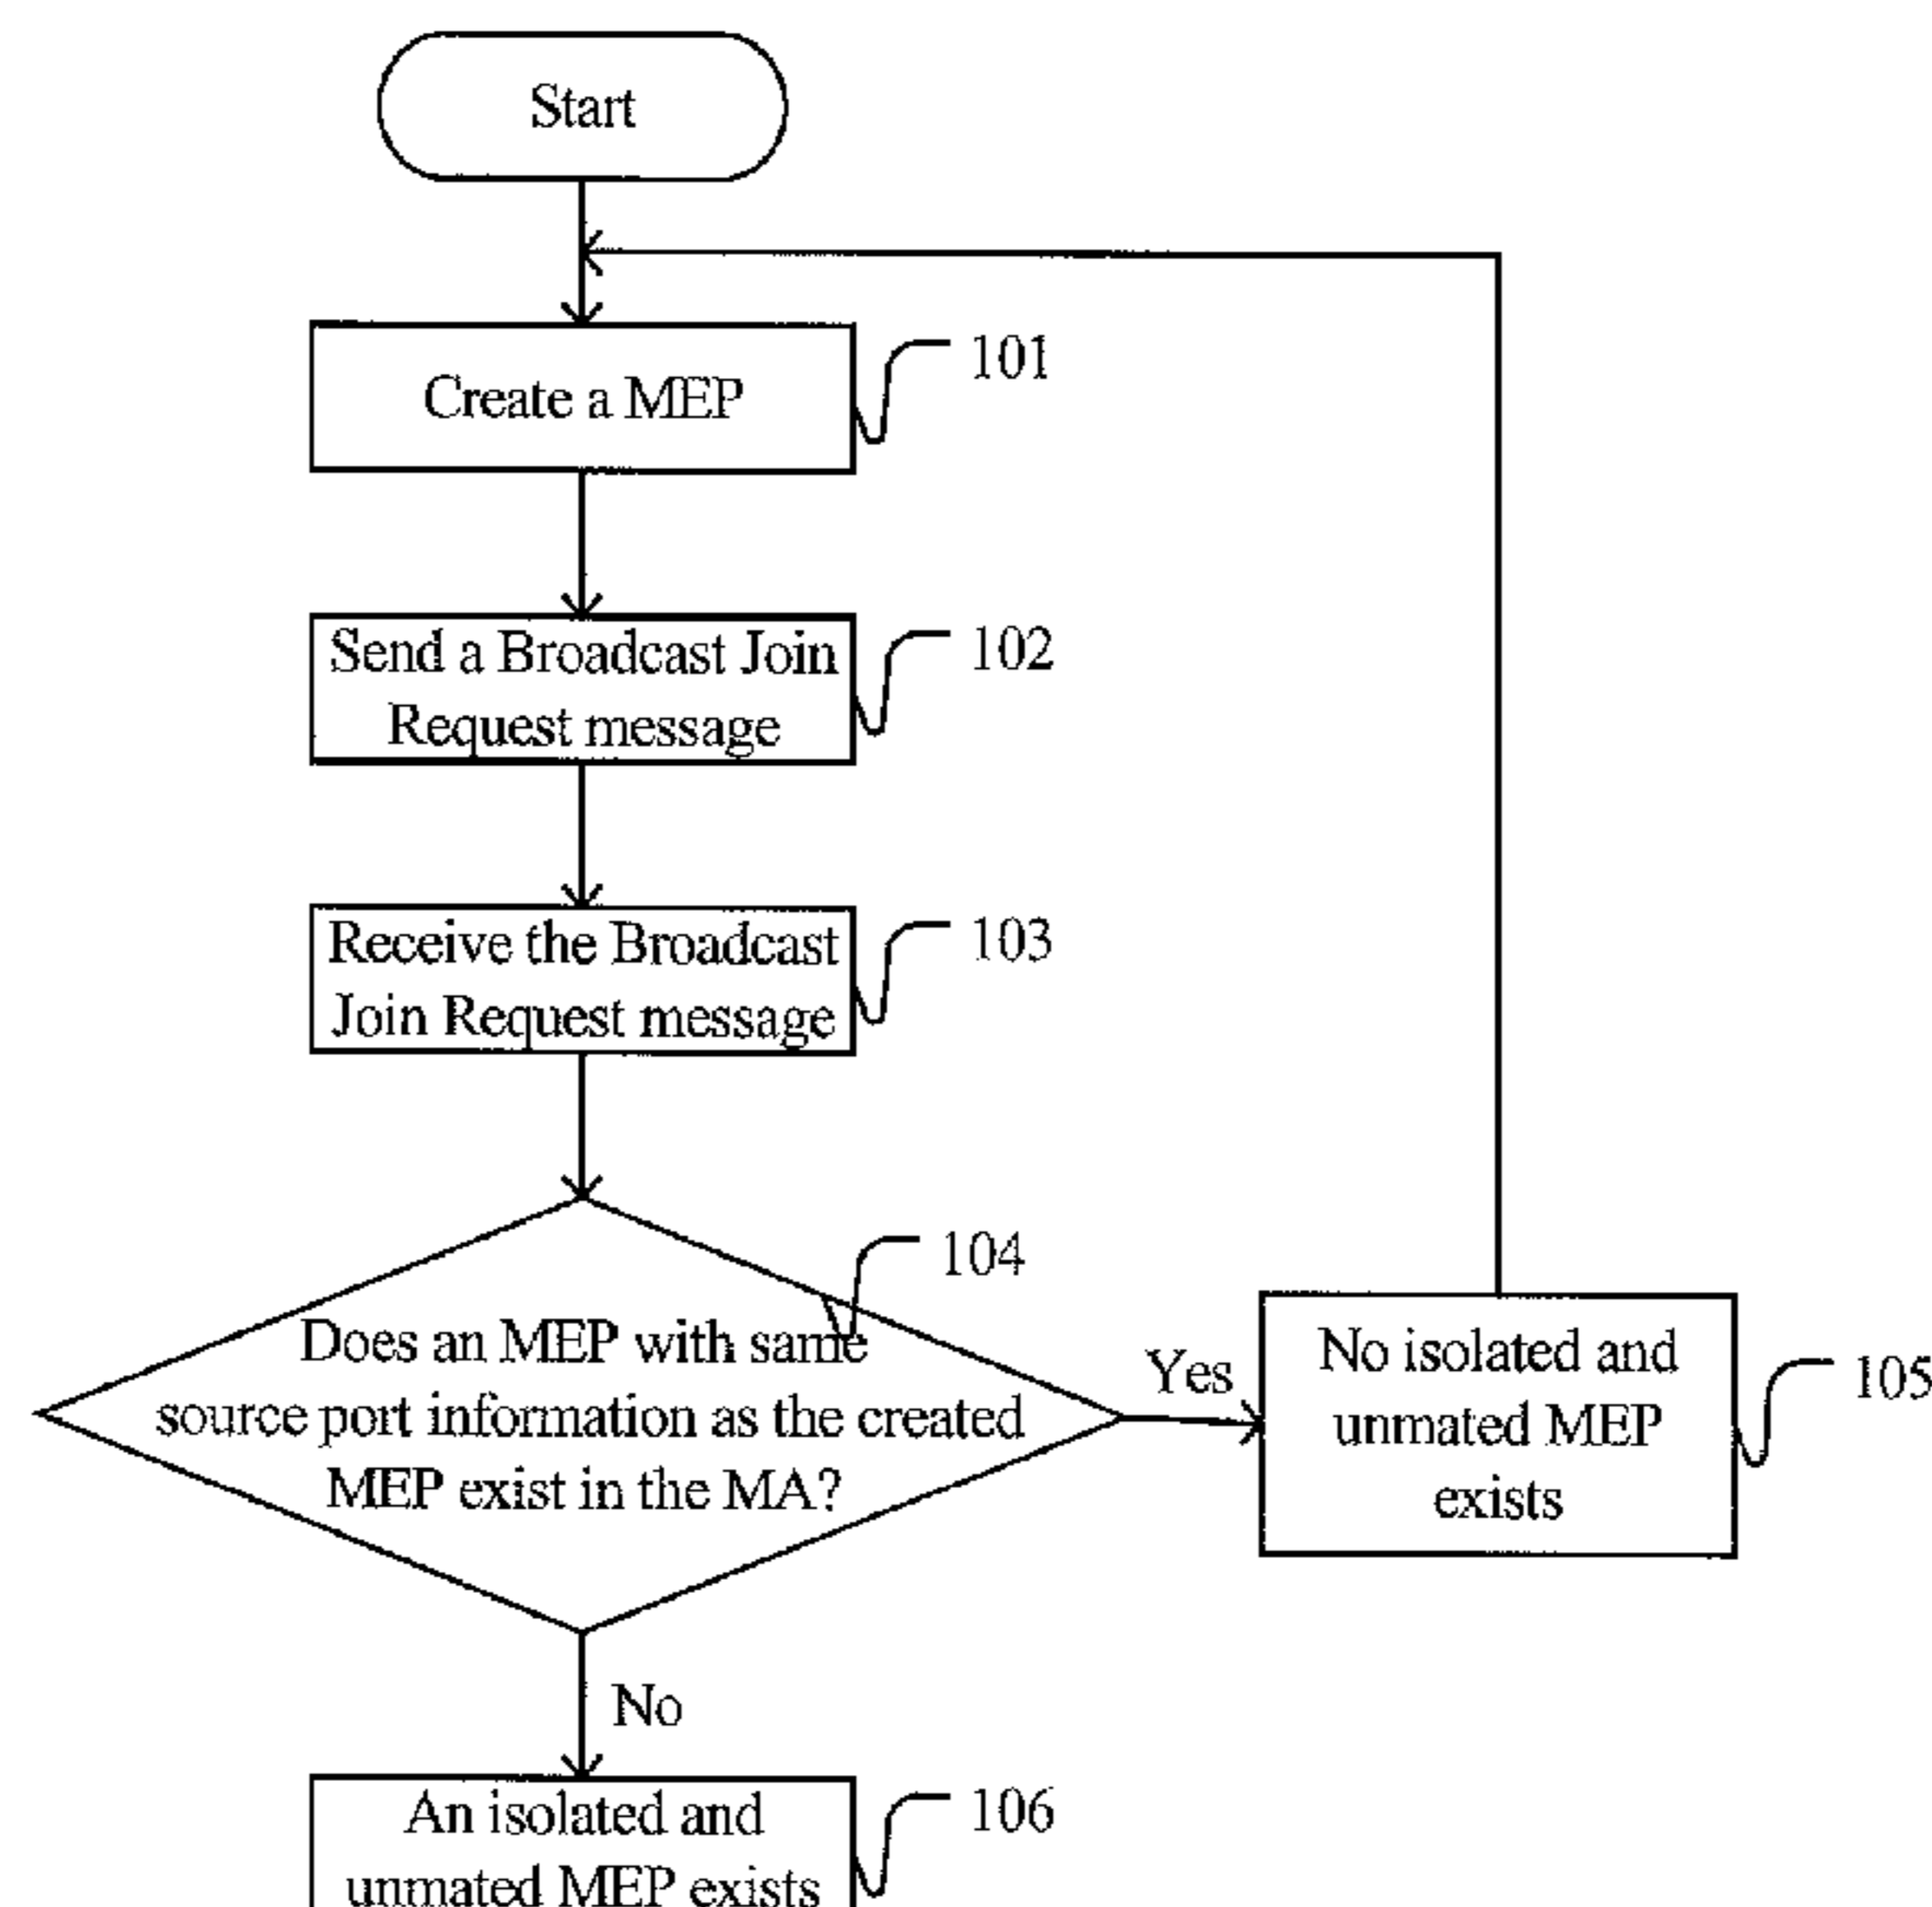 Start
Create a MEP
101
Send a Broadcast Join
Request message
102
Receive the Broadcast
Join Request message
103
104
Does an MEP with same
source port information as the created
MEP exist in the MA?
Yes
No isolated and
unmated MEP
exists
105
No
An isolated and
unmated MEP exists
106